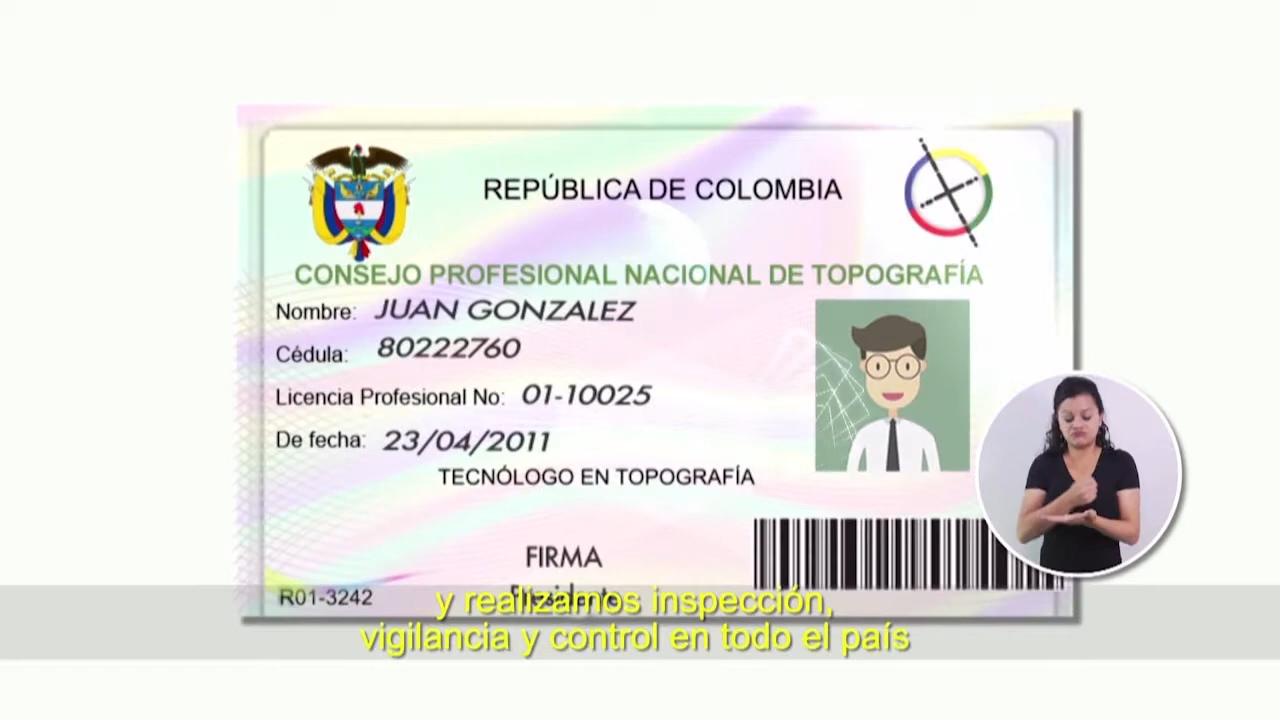 REPÚBLICA DE COLOMBIA
CONSEJO PROFESIONAL NACIONAL DE TOPOGRAFÍA
Nombre: JUAN GONZALEZ
Cédula: 80222760
Licencia Profesional No: 01-10025
De fecha: 23/04/2011
TECNÓLOGO EN TOPOGRAFÍA
FIRMA
Presidente
R01-3242
y realizamos inspección,
vigilancia y control en todo el país